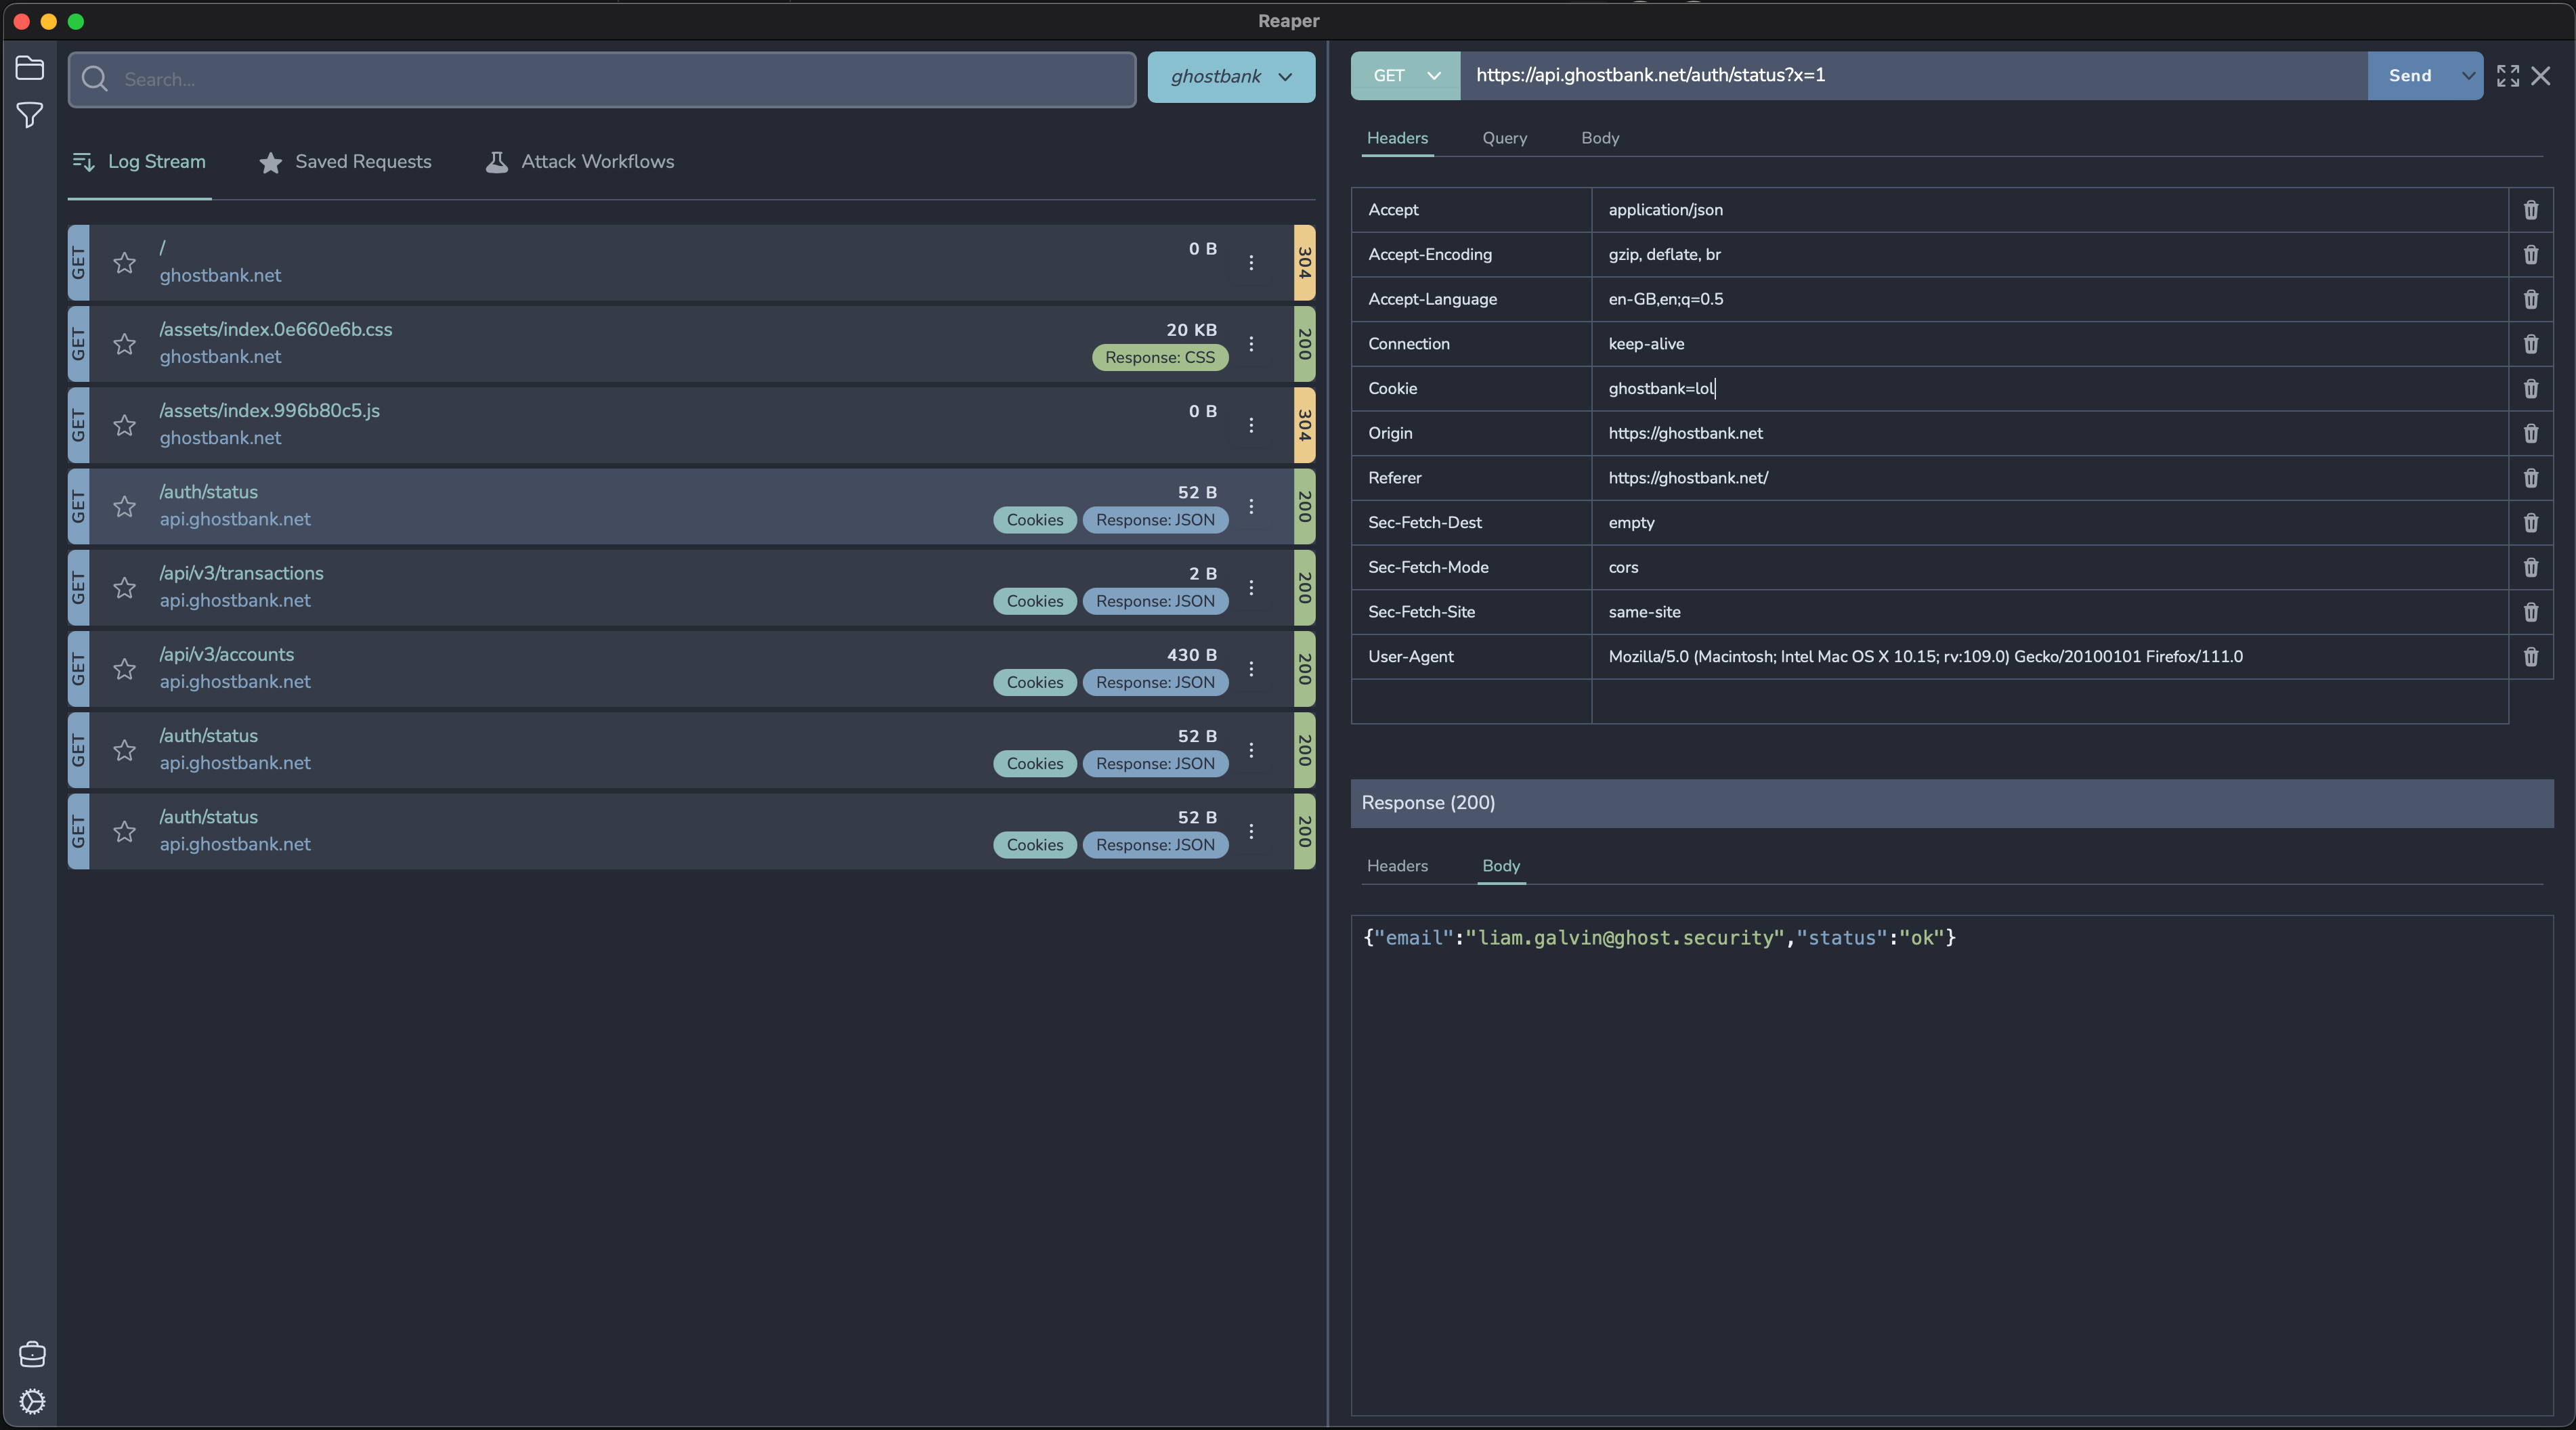 Reaper
Search...
ghostbank
Log Stream
Saved Requests
Attack Workflows
GET
/
ghostbank.net
0 B
304
GET
/assets/index.0e660e6b.css
ghostbank.net
20 KB
Response: CSS
200
GET
/assets/index.996b80c5.js
ghostbank.net
0 B
304
GET
/auth/status
api.ghostbank.net
52 B
Cookies
Response: JSON
200
GET
/api/v3/transactions
api.ghostbank.net
2 B
Cookies
Response: JSON
200
GET
/api/v3/accounts
api.ghostbank.net
430 B
Cookies
Response: JSON
200
GET
/auth/status
api.ghostbank.net
52 B
Cookies
Response: JSON
200
GET
/auth/status
api.ghostbank.net
52 B
Cookies
Response: JSON
200
GET
https://api.ghostbank.net/auth/status?x=1
Send
Headers Query Body
Accept application/json
Accept-Encoding gzip, deflate, br
Accept-Language en-GB,en;q=0.5
Connection keep-alive
Cookie ghostbank=lol
Origin https://ghostbank.net
Referer https://ghostbank.net/
Sec-Fetch-Dest empty
Sec-Fetch-Mode cors
Sec-Fetch-Site same-site
User-Agent Mozilla/5.0 (Macintosh; Intel Mac OS X 10.15; rv:109.0) Gecko/20100101 Firefox/111.0
Response (200)
Headers Body
{"email":"liam.galvin@ghost.security","status":"ok"}